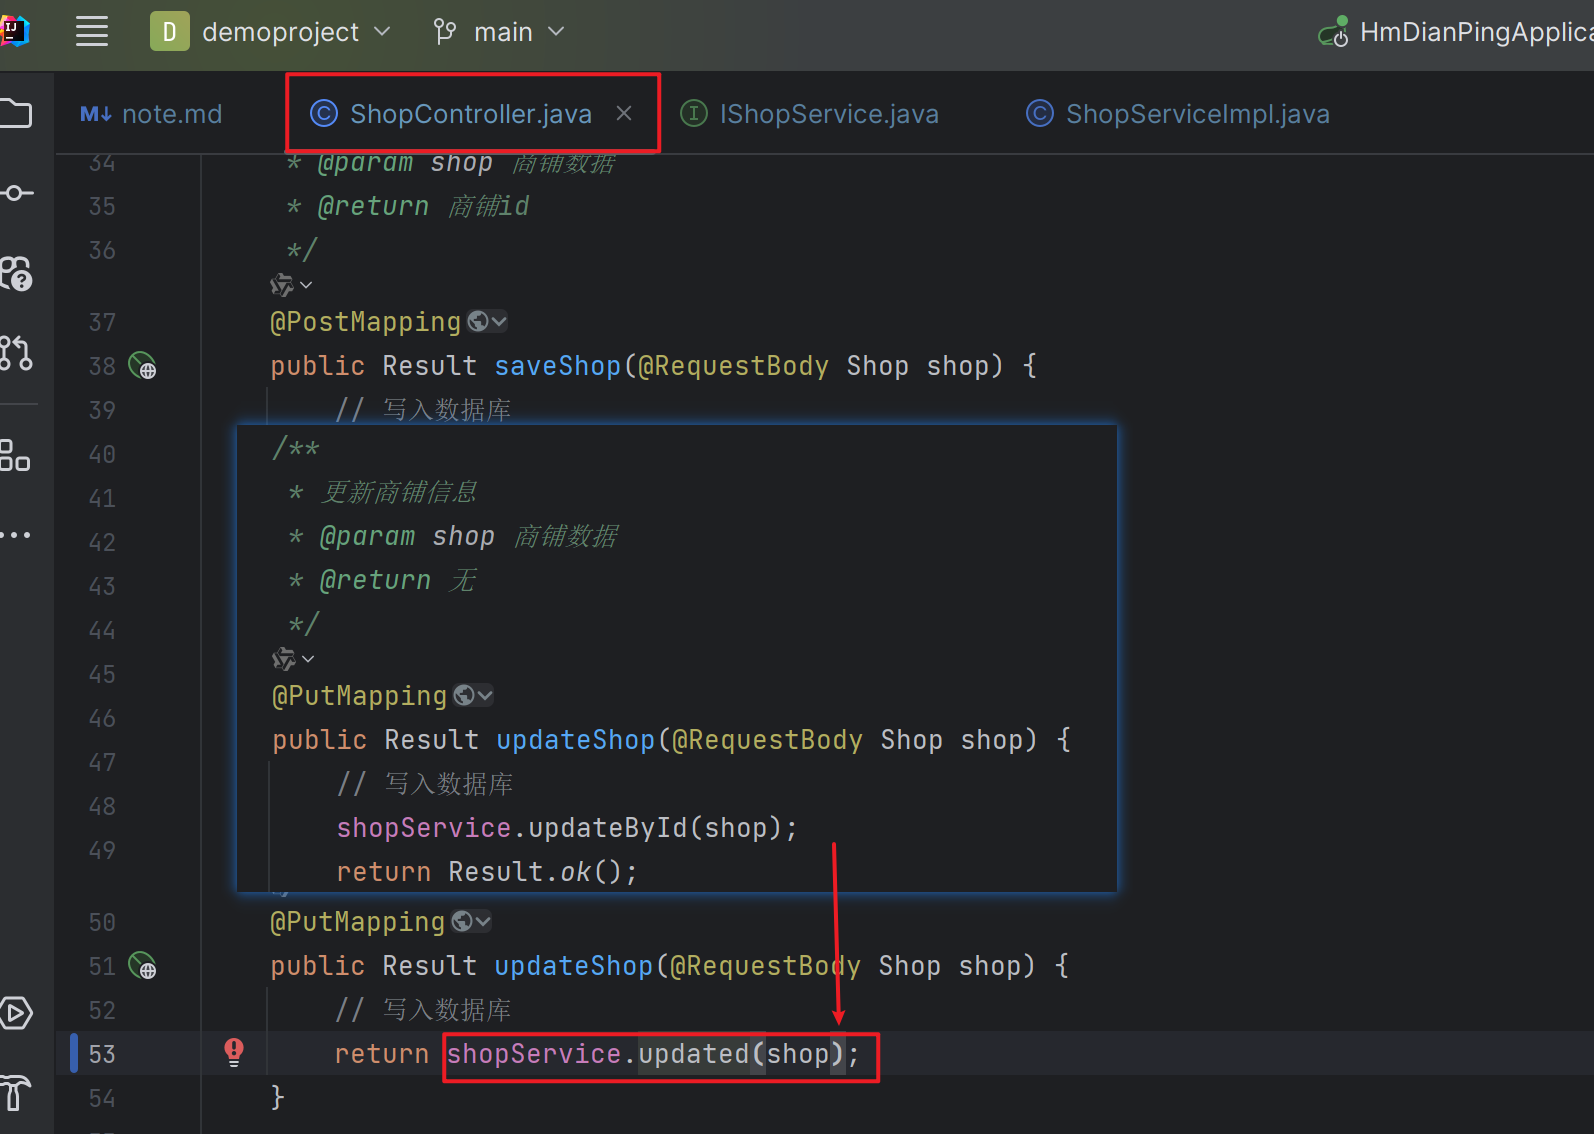 D demoproject main HmDianPingApplica
note.md ShopController.java IShopService.java ShopServiceImpl.java
34 * @param shop 商铺数据
35 * @return 商铺id
36 */
37 @PostMapping
38 public Result saveShop(@RequestBody Shop shop) {
39 // 写入数据库
40 /**
41 * 更新商铺信息
42 * @param shop 商铺数据
43 * @return 无
44 */
45
46 @PutMapping
47 public Result updateShop(@RequestBody Shop shop) {
48 // 写入数据库
shopService.updateById(shop);
49 return Result.ok();
50 @PutMapping
51 public Result updateShop(@RequestBody Shop shop) {
52 // 写入数据库
53 return shopService.updated(shop);
54 }